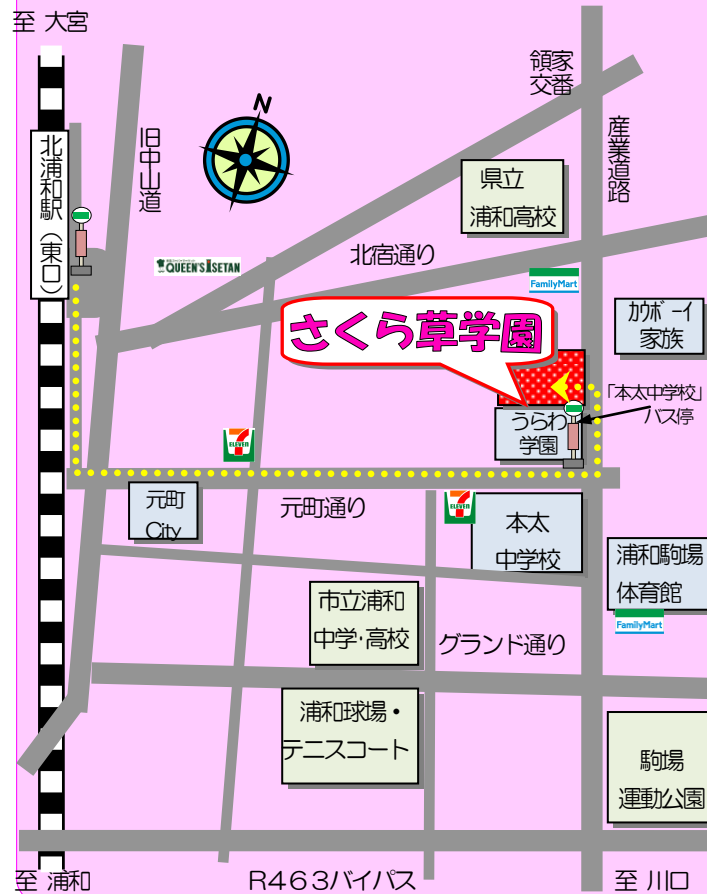 至 大宮
領家
交番
N
産業道路
旧中山道
北浦和駅（東口）
県立
浦和高校
北宿通り
QUEEN'S ISETAN
FamilyMart
カウボーイ
家族
さくら草学園
「本太中学校」
バス停
うらわ
学園
7
ELEVEN
元町
City
元町通り
7
ELEVEN
本太
中学校
浦和駒場
体育館
市立浦和
中学・高校
FamilyMart
グランド通り
浦和球場・
テニスコート
駒場
運動公園
至 浦和
R463バイパス
至 川口